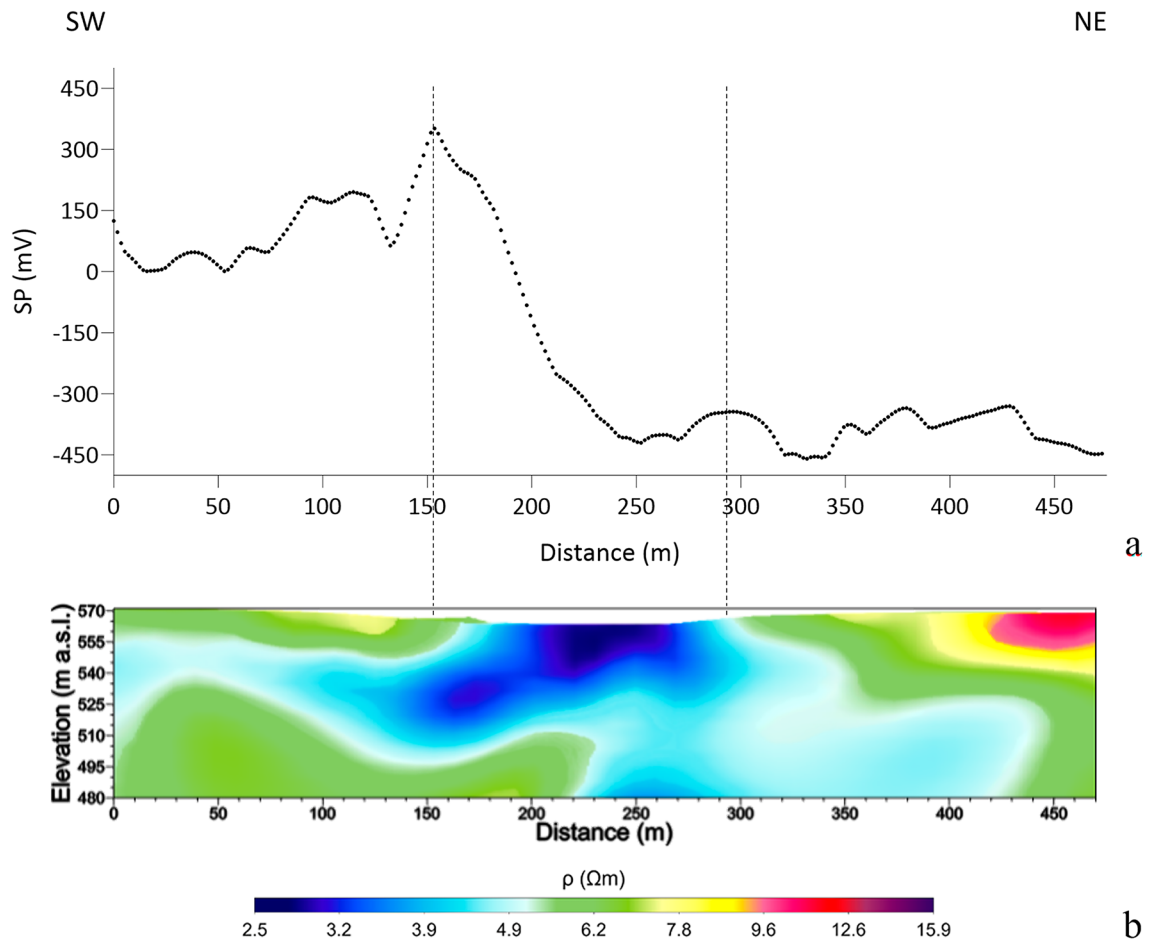 SW NE
450
300
150
0
-150
-300
-450
SP (mV)
0 50 100 150 200 250 300 350 400 450
Distance (m)
a
570
555
540
525
510
495
480
Elevation (m a.s.l.)
0 50 100 150 200 250 300 350 400 450
Distance (m)
ρ (Ωm)
2.5 3.2 3.9 4.9 6.2 7.8 9.6 12.6 15.9
b